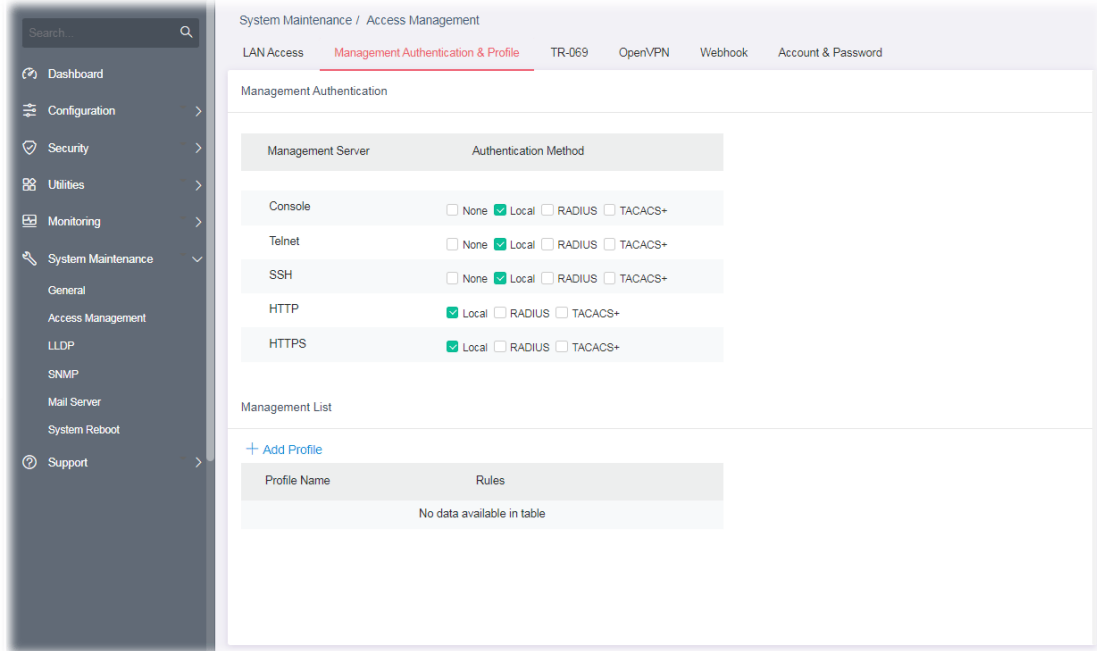 Search...
Dashboard
Configuration
Security
Utilities
Monitoring
System Maintenance
General
Access Management
LLDP
SNMP
Mail Server
System Reboot
Support
System Maintenance / Access Management
LAN Access Management Authentication & Profile TR-069 OpenVPN Webhook Account & Password
Management Authentication
Management Server Authentication Method
Console None Local RADIUS TACACS+
Telnet None Local RADIUS TACACS+
SSH None Local RADIUS TACACS+
HTTP Local RADIUS TACACS+
HTTPS Local RADIUS TACACS+
Management List
+ Add Profile
Profile Name Rules
No data available in table